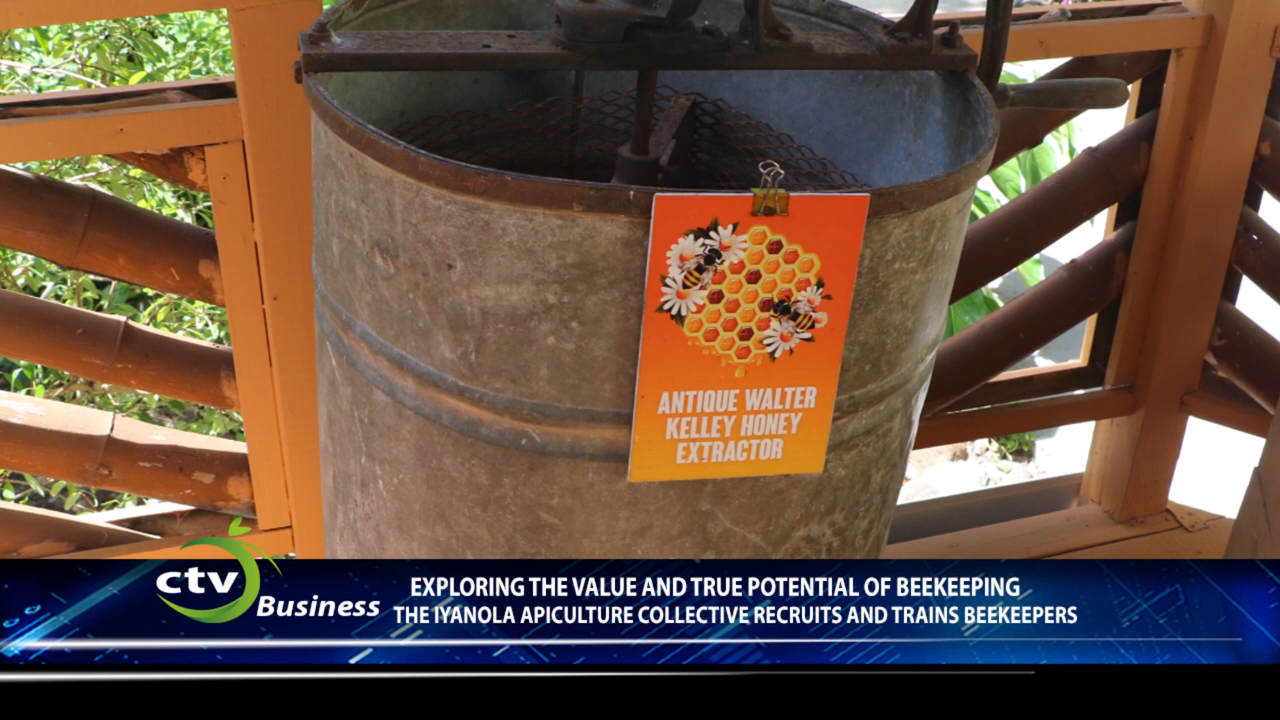 ANTIQUE WALTER
KELLEY HONEY
EXTRACTOR
ctv
Business
EXPLORING THE VALUE AND TRUE POTENTIAL OF BEEKEEPING
THE IYANOLA APICULTURE COLLECTIVE RECRUITS AND TRAINS BEEKEEPERS